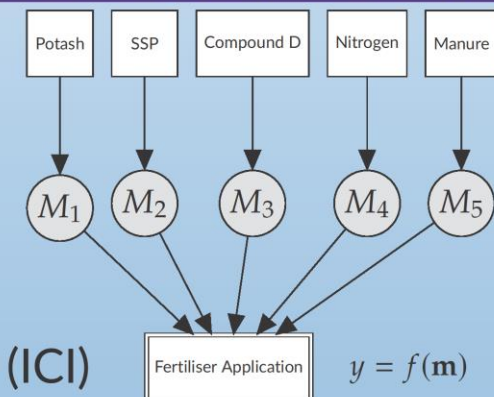 Potash SSP Compound D Nitrogen Manure
M₁ M₂ M₃ M₄ M₅
(ICI) Fertiliser Application y = f(m)